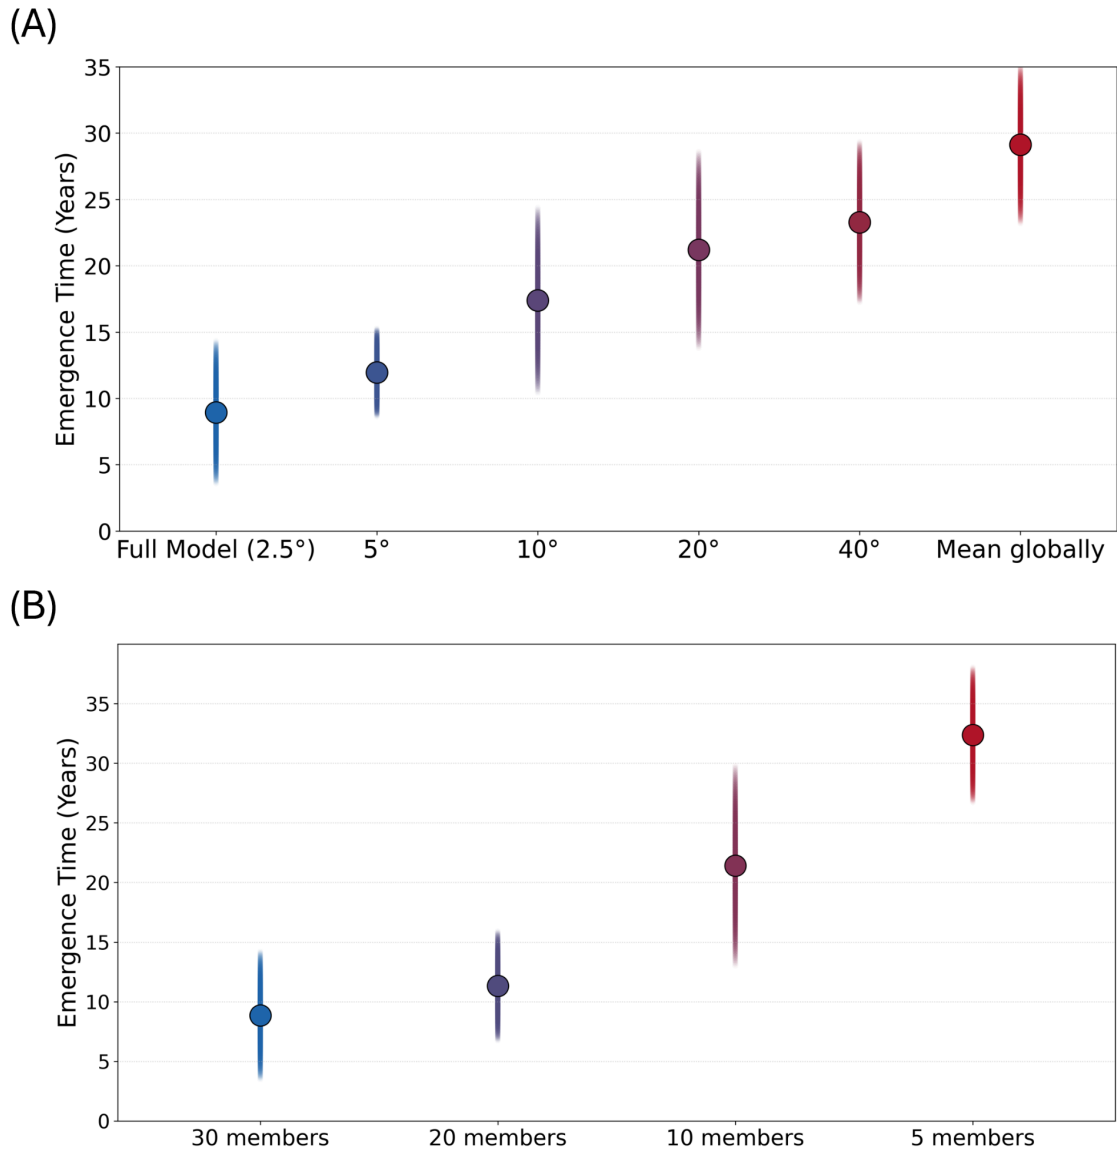 (A)
Emergence Time (Years)
35
30
25
20
15
10
5
0
Full Model (2.5°) 5° 10° 20° 40° Mean globally
(B)
Emergence Time (Years)
35
30
25
20
15
10
5
0
30 members 20 members 10 members 5 members